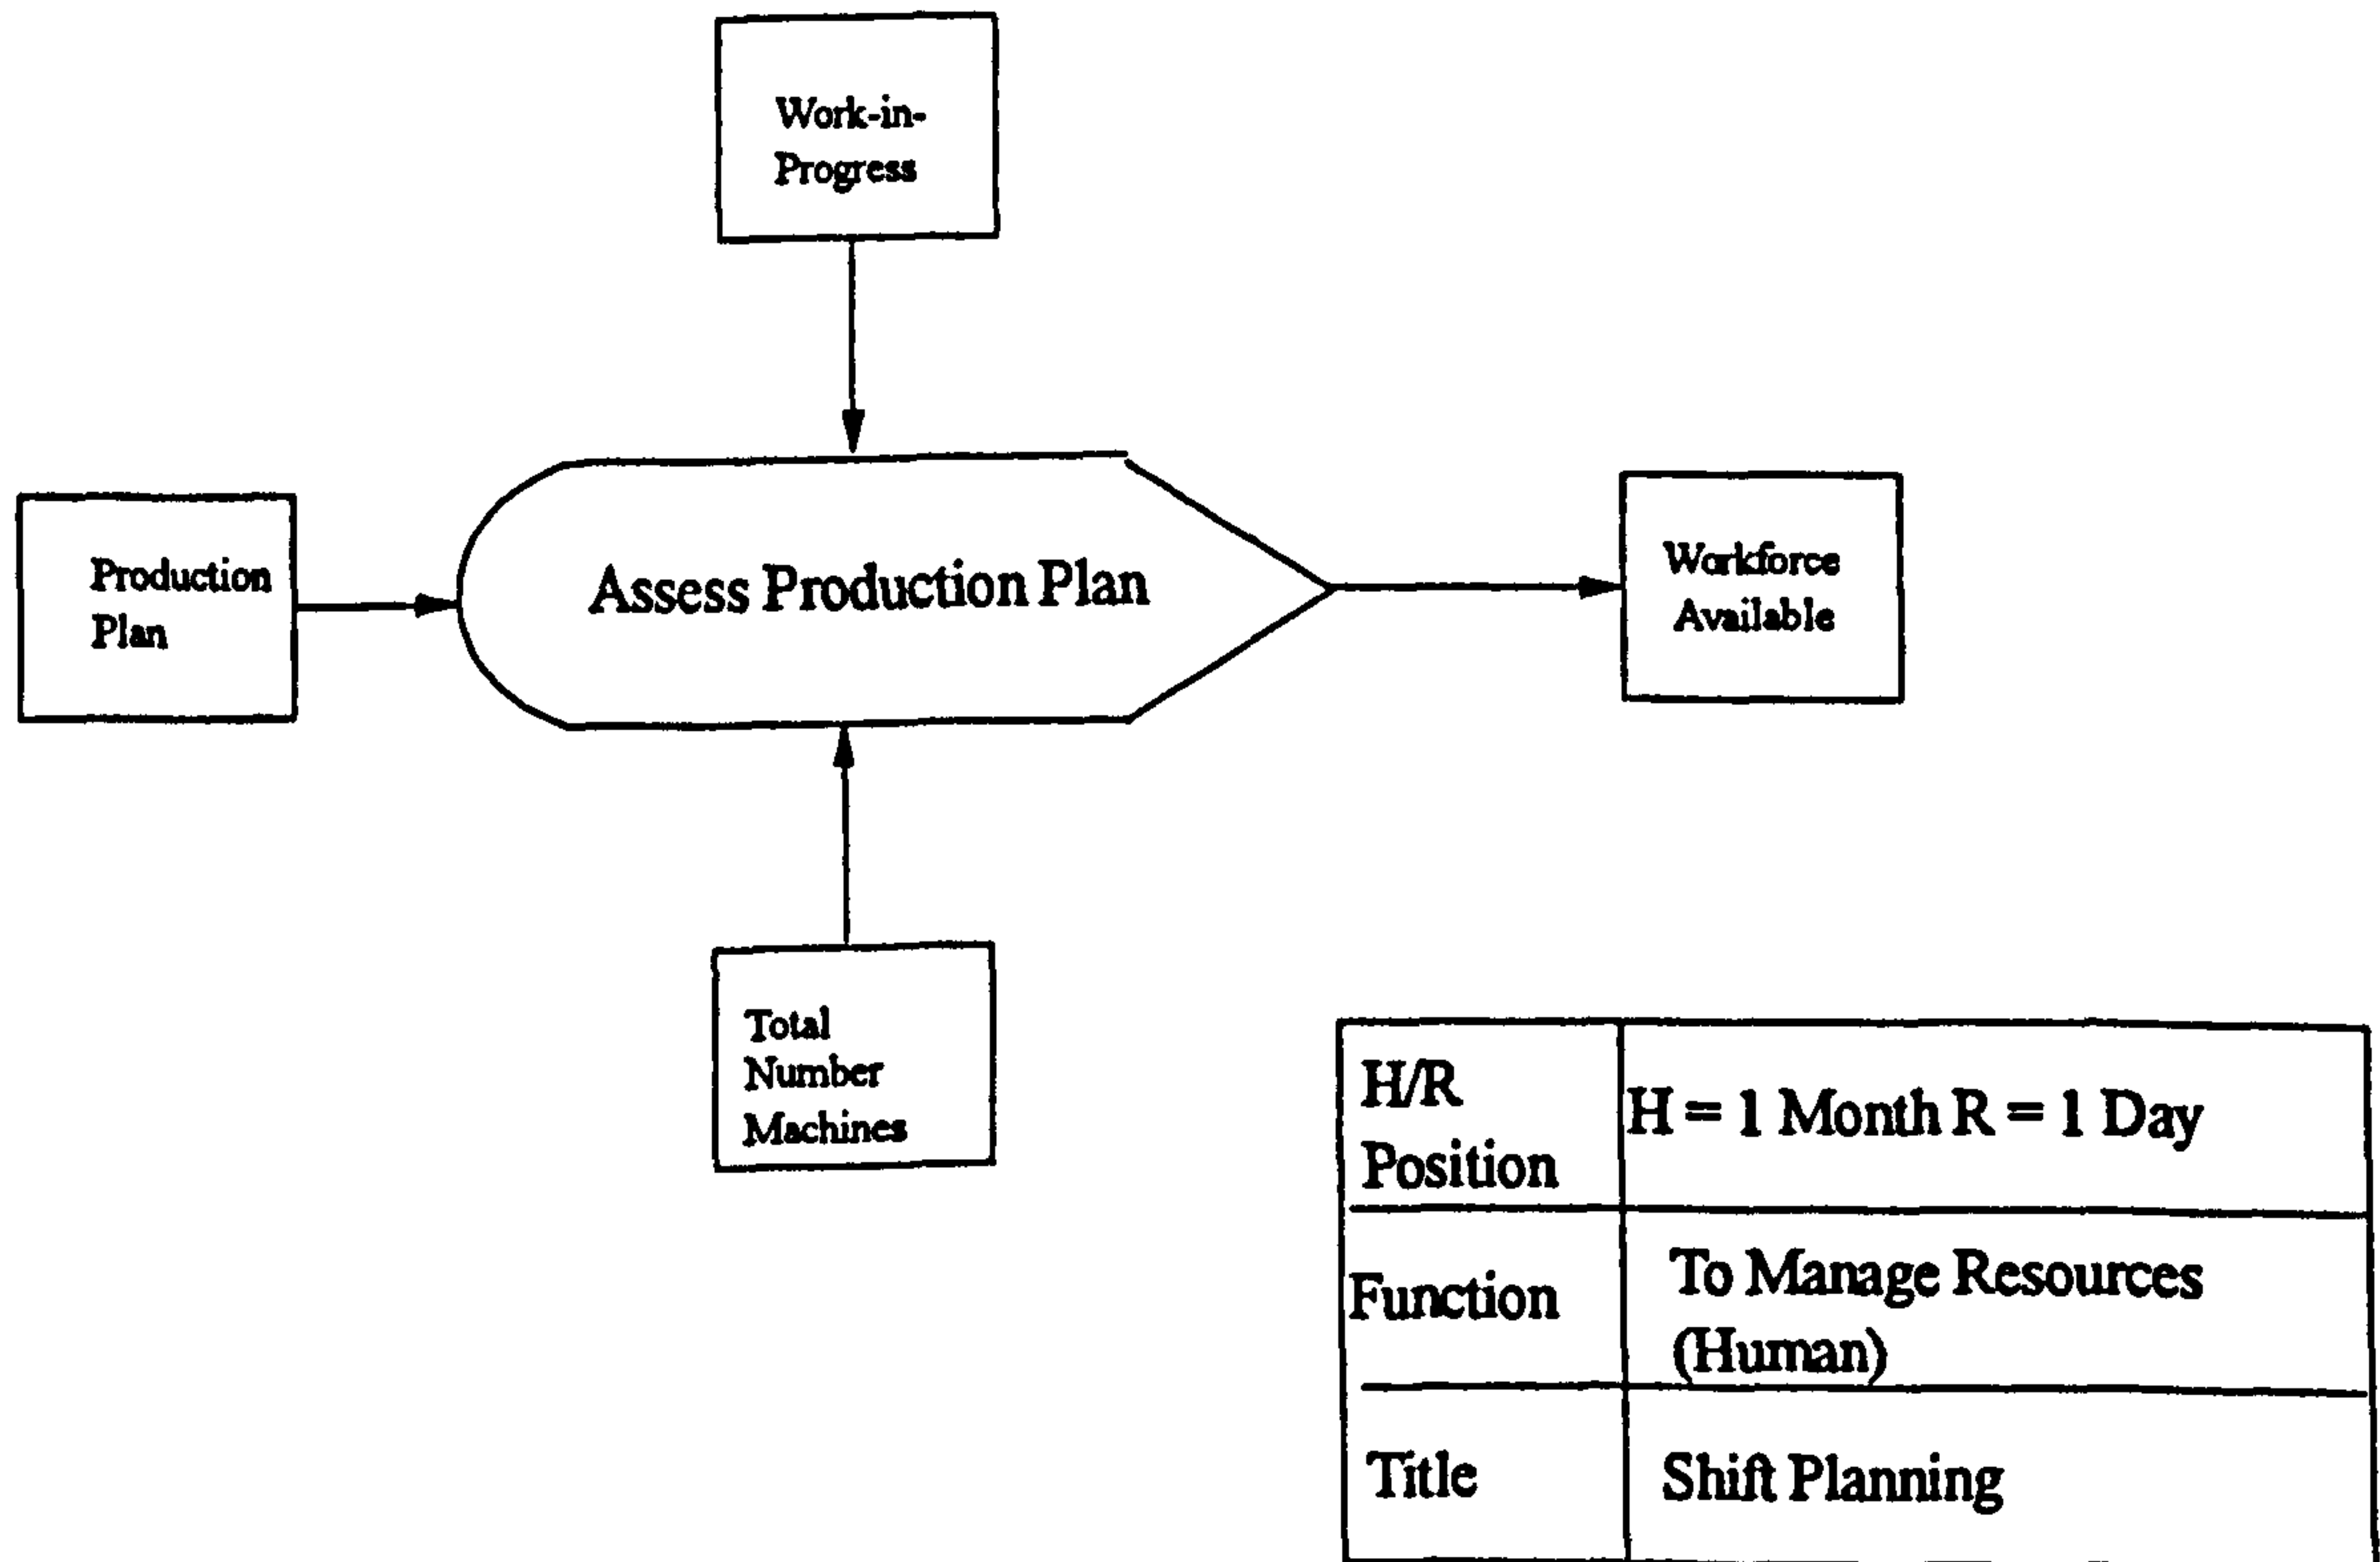 Work-in-
Progress
Production
Plan
Assess Production Plan
Workforce
Available
Total
Number
Machines
H/R
Position
H = 1 Month R = 1 Day
Function
To Manage Resources
(Human)
Title
Shift Planning